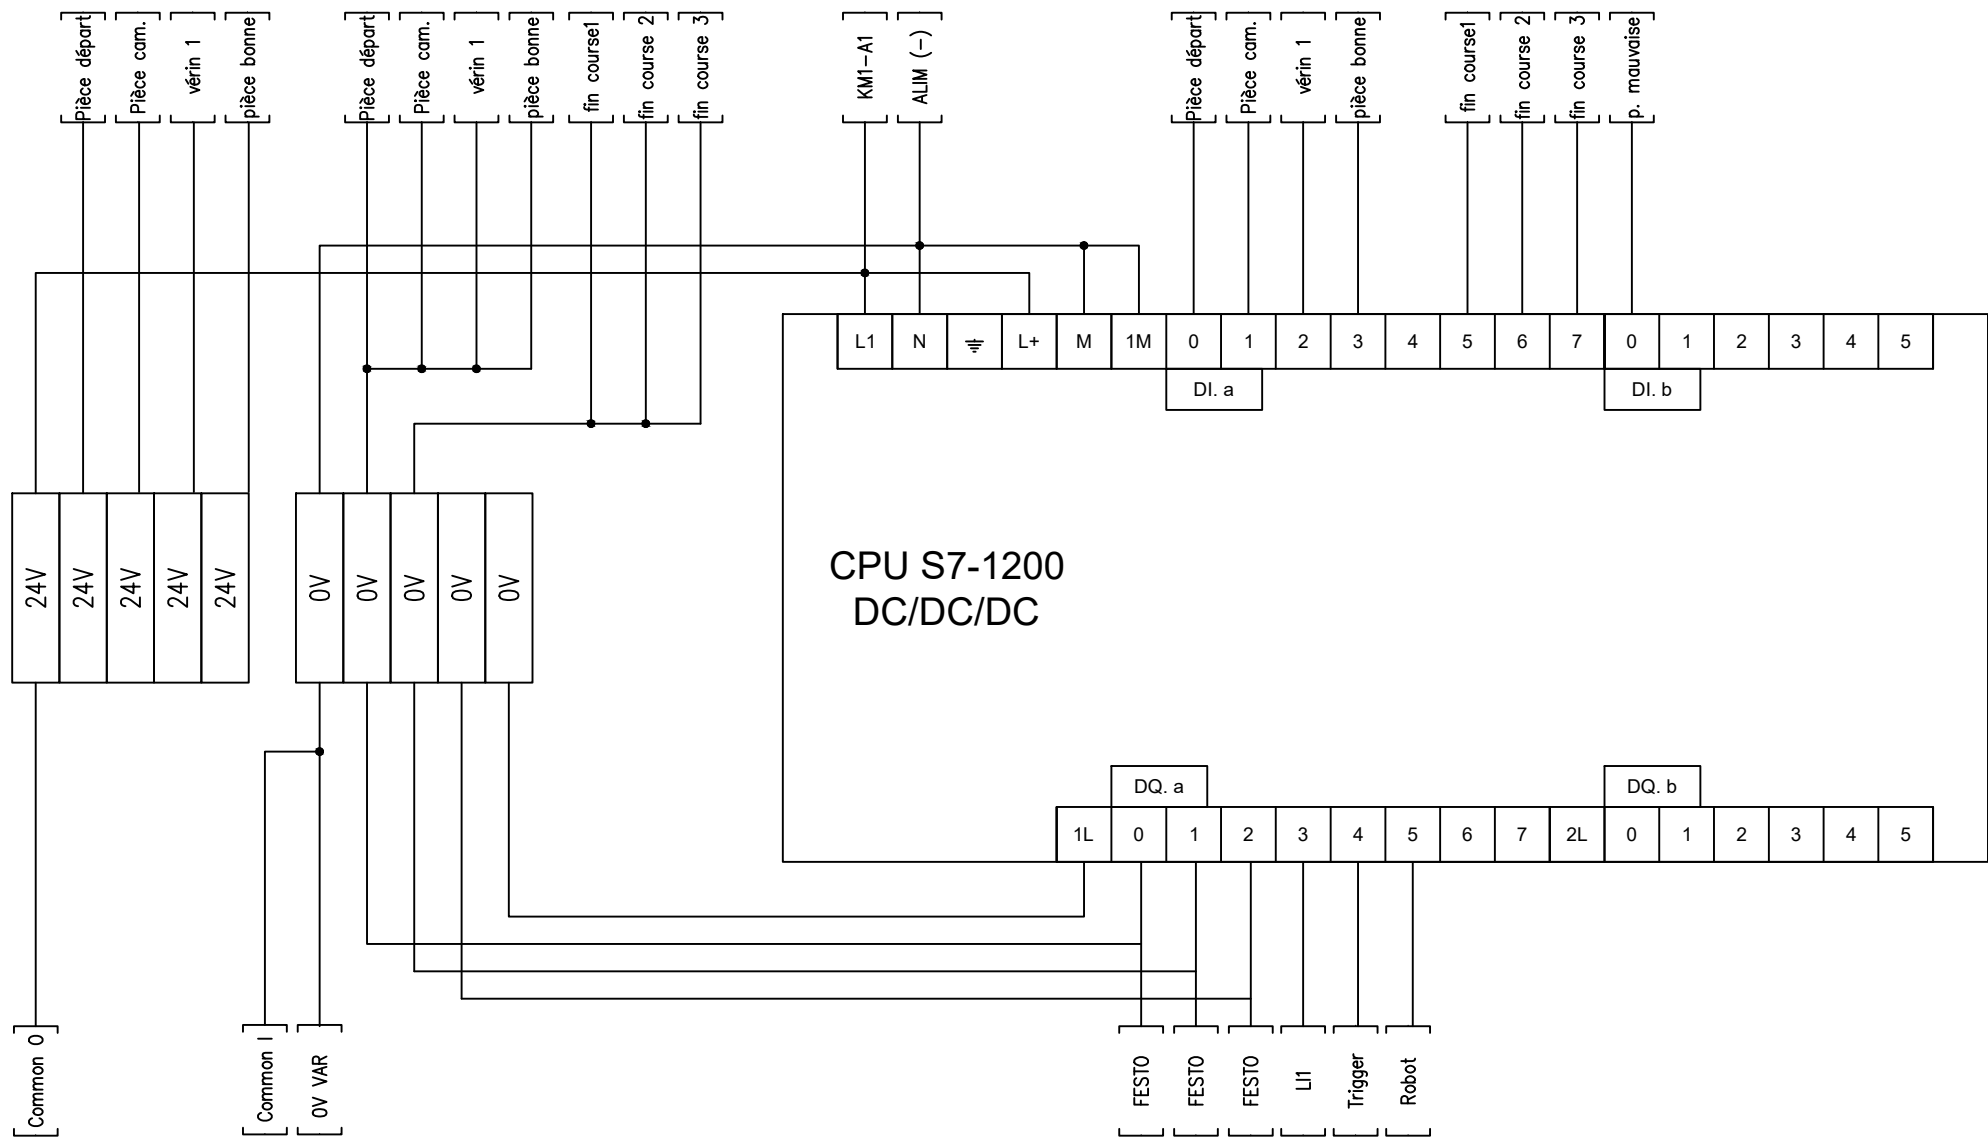 Pièce départ
Pièce cam.
vérin 1
pièce bonne
Pièce départ
Pièce cam.
vérin 1
pièce bonne
fin course1
fin course 2
fin course 3
KM1-A1
ALIM (-)
Pièce départ
Pièce cam.
vérin 1
pièce bonne
fin course1
fin course 2
fin course 3
p. mauvaise
L1 N L+ M 1M 0 1 2 3 4 5 6 7 0 1 2 3 4 5
DI. a
DI. b
24V
24V
24V
24V
24V
0V
0V
0V
0V
0V
CPU S7-1200
DC/DC/DC
DQ. a
DQ. b
1L 0 1 2 3 4 5 6 7 2L 0 1 2 3 4 5
Common 0
Common I
0V VAR
FESTO
FESTO
FESTO
LI1
Trigger
Robot